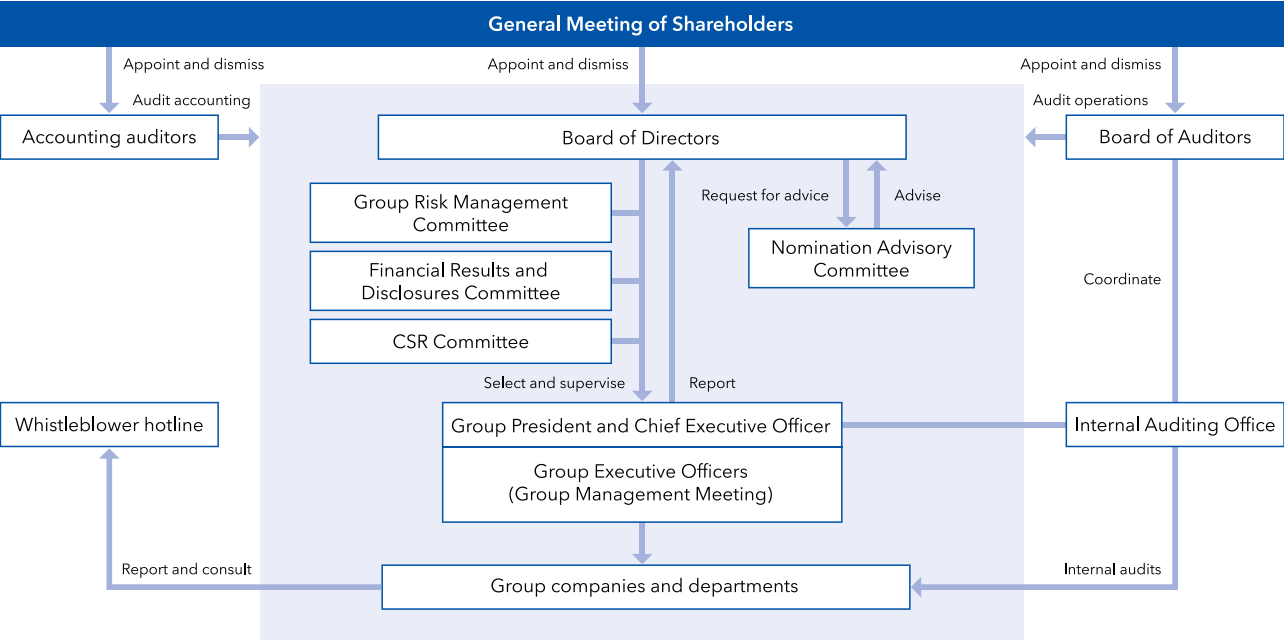 General Meeting of Shareholders
Appoint and dismiss
Appoint and dismiss
Appoint and dismiss
Audit accounting
Audit operations
Accounting auditors
Board of Directors
Board of Auditors
Group Risk Management
Committee
Request for advice
Advise
Nomination Advisory
Committee
Financial Results and
Disclosures Committee
Coordinate
CSR Committee
Select and supervise
Report
Whistleblower hotline
Group President and Chief Executive Officer
Internal Auditing Office
Group Executive Officers
(Group Management Meeting)
Report and consult
Internal audits
Group companies and departments